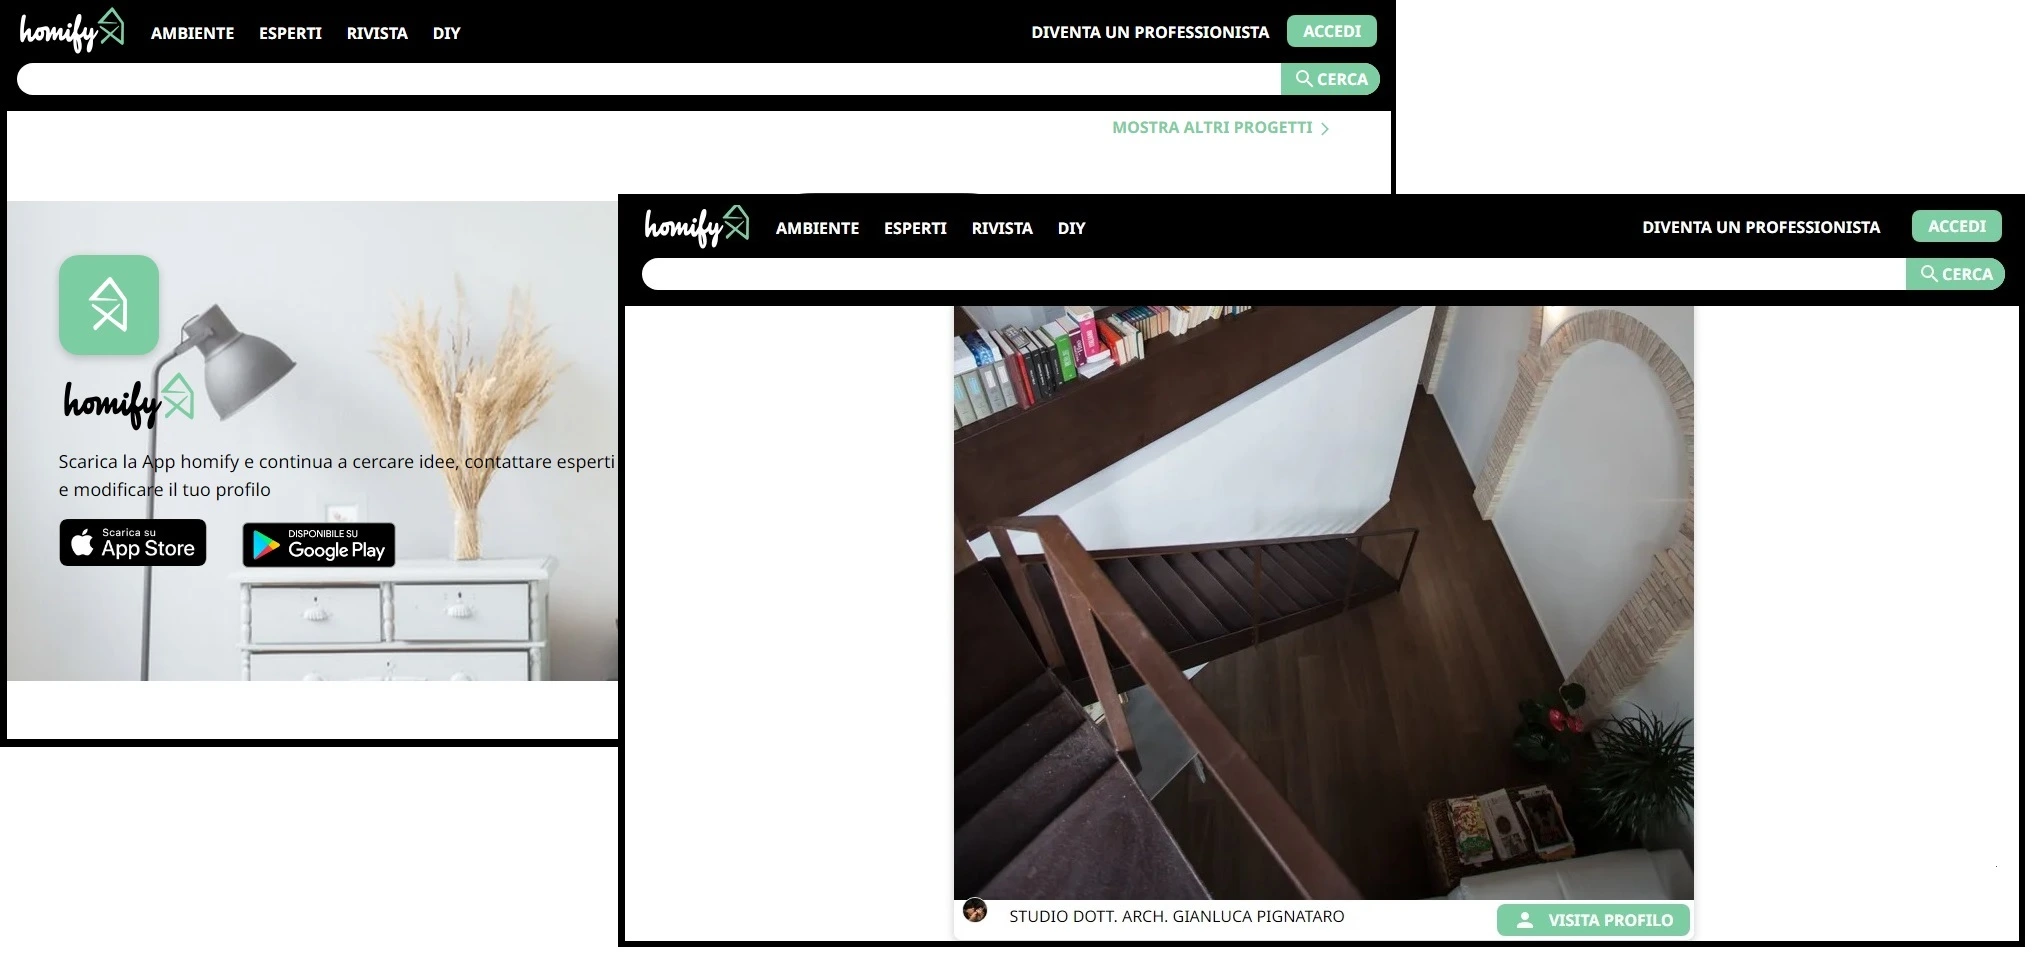 homify AMBIENTE ESPERTI RIVISTA DIY DIVENTA UN PROFESSIONISTA ACCEDI
CERCA
MOSTRA ALTRI PROGETTI
homify
Scarica la App homify e continua a cercare idee, contattare esperti
e modificare il tuo profilo
Scarica su
App Store
DISPONIBILE SU
Google Play
homify AMBIENTE ESPERTI RIVISTA DIY DIVENTA UN PROFESSIONISTA ACCEDI
CERCA
STUDIO DOTT. ARCH. GIANLUCA PIGNATARO VISITA PROFILO